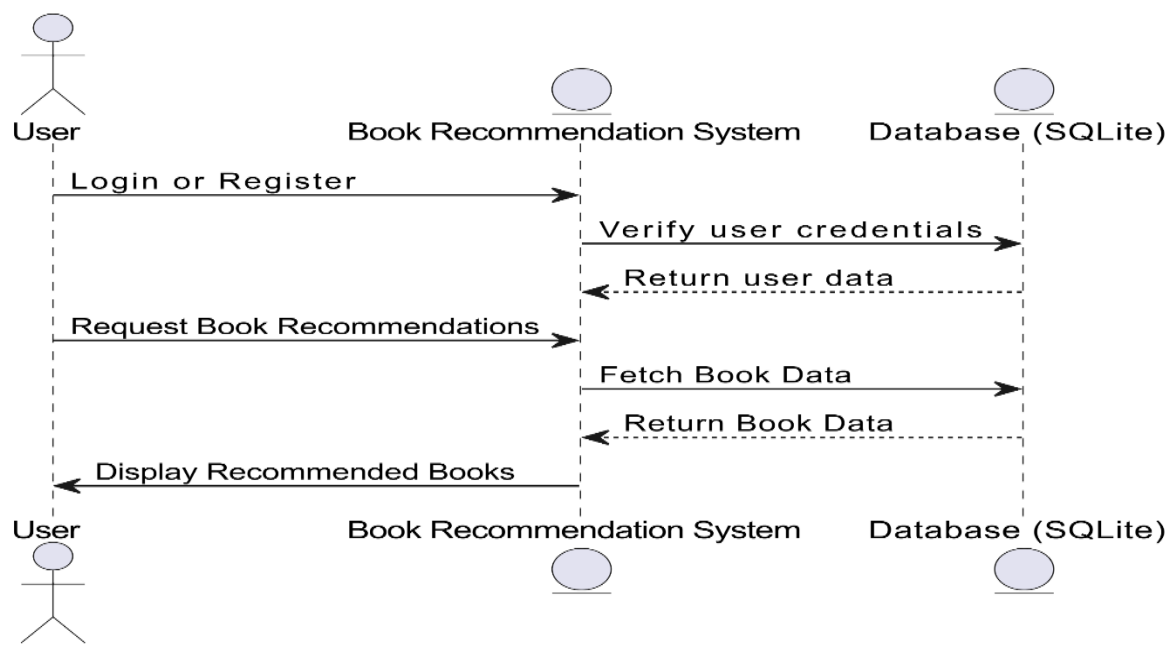 User
Book Recommendation System
Database (SQLite)
Login or Register
Verify user credentials
Return user data
Request Book Recommendations
Fetch Book Data
Return Book Data
Display Recommended Books
User
Book Recommendation System
Database (SQLite)